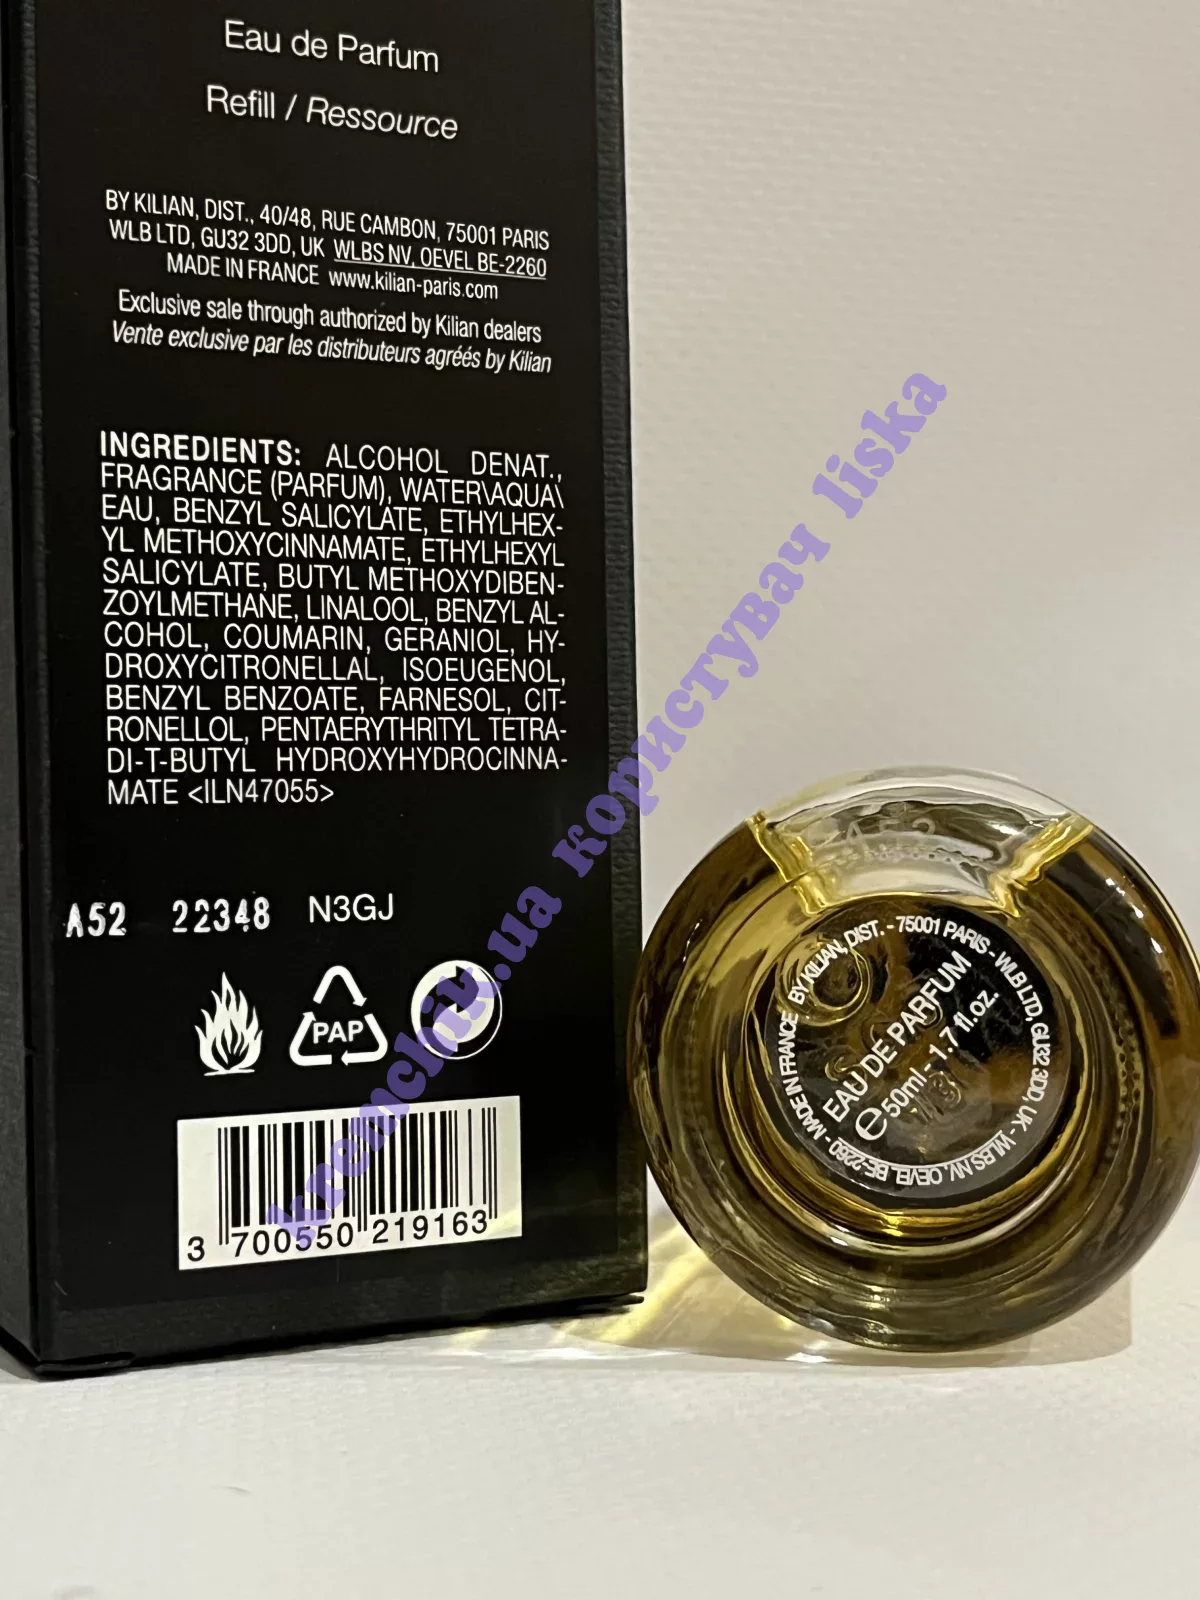 Eau de Parfum
Refill / Ressource
BY KILIAN, DIST., 40/48, RUE CAMBON, 75001 PARIS
WLB LTD, GU32 3DD, UK WLBS NV, OEVEL BE-2260
MADE IN FRANCE www.kilian-paris.com
Exclusive sale through authorized by Kilian dealers
Vente exclusive par les distributeurs agréés by Kilian
INGREDIENTS: ALCOHOL DENAT.,
FRAGRANCE (PARFUM), WATER\AQUA\
EAU, BENZYL SALICYLATE, ETHYLHEX-
YL METHOXYCINNAMATE, ETHYLHEXYL
SALICYLATE, BUTYL METHOXYDIBEN-
ZOYLMETHANE, LINALOOL, BENZYL AL-
COHOL, COUMARIN, GERANIOL, HY-
DROXYCITRONELLAL, ISOEUGENOL,
BENZYL BENZOATE, FARNESOL, CIT-
RONELLOL, PENTAERYTHRITYL TETRA-
DI-T-BUTYL HYDROXYHYDROCINNA-
MATE <ILN47055>
A52 22348 N3GJ
PAP
3 700550 219163
kremchik.ua користувач liska
BY KILIAN, DIST. - 75001 PARIS - WLB LTD, GU32 3DD, UK - WLBS NV, OEVEL BE-2260 - MADE IN FRANCE
EAU DE PARFUM
e 50ml - 1.7 fl.oz.